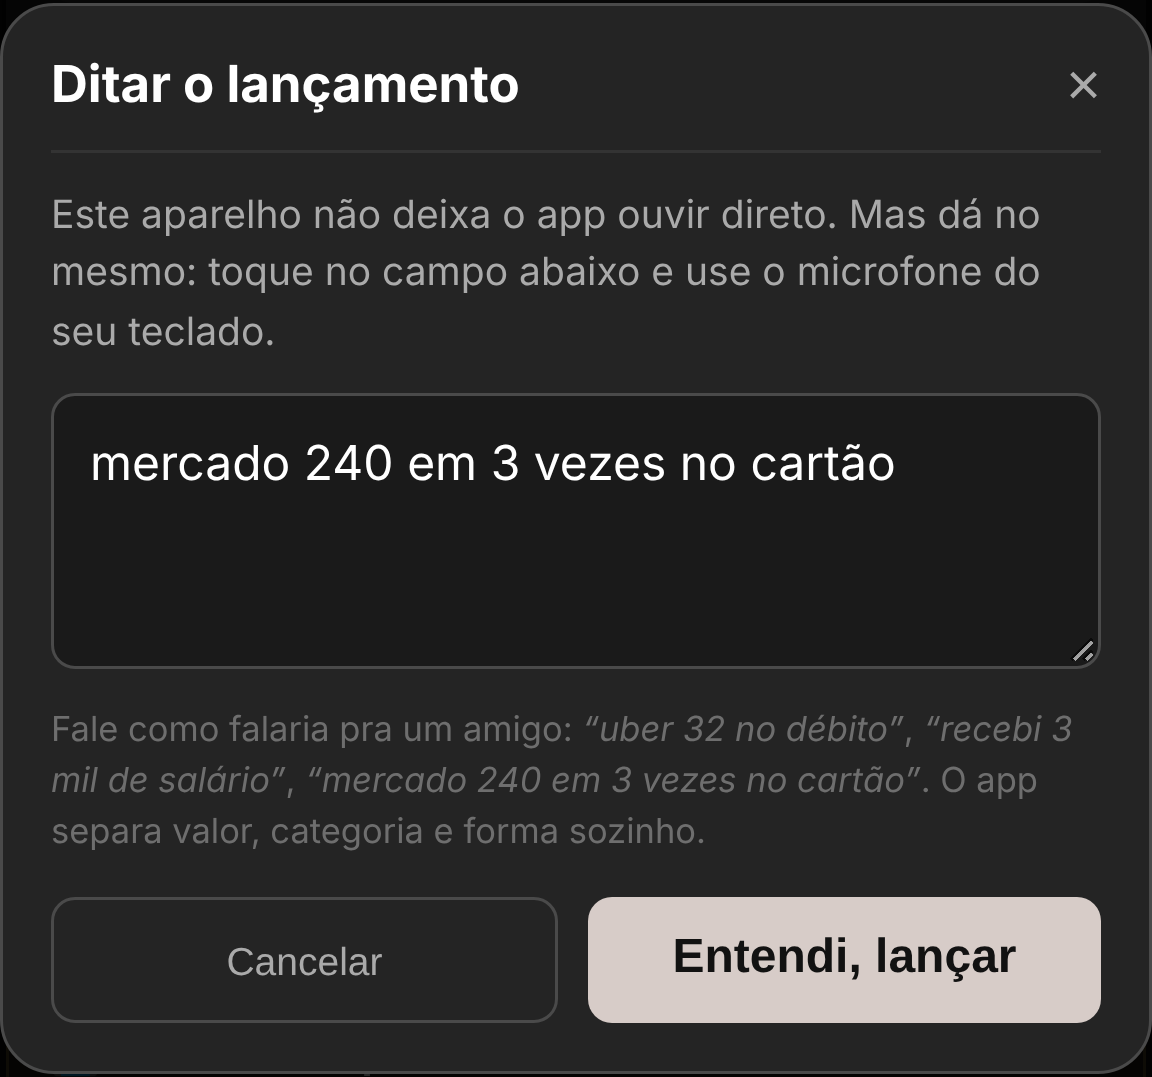 Ditar o lançamento
Este aparelho não deixa o app ouvir direto. Mas dá no
mesmo: toque no campo abaixo e use o microfone do
seu teclado.
mercado 240 em 3 vezes no cartão
Fale como falaria pra um amigo: “uber 32 no débito”, “recebi 3
mil de salário”, “mercado 240 em 3 vezes no cartão”. O app
separa valor, categoria e forma sozinho.
Cancelar
Entendi, lançar